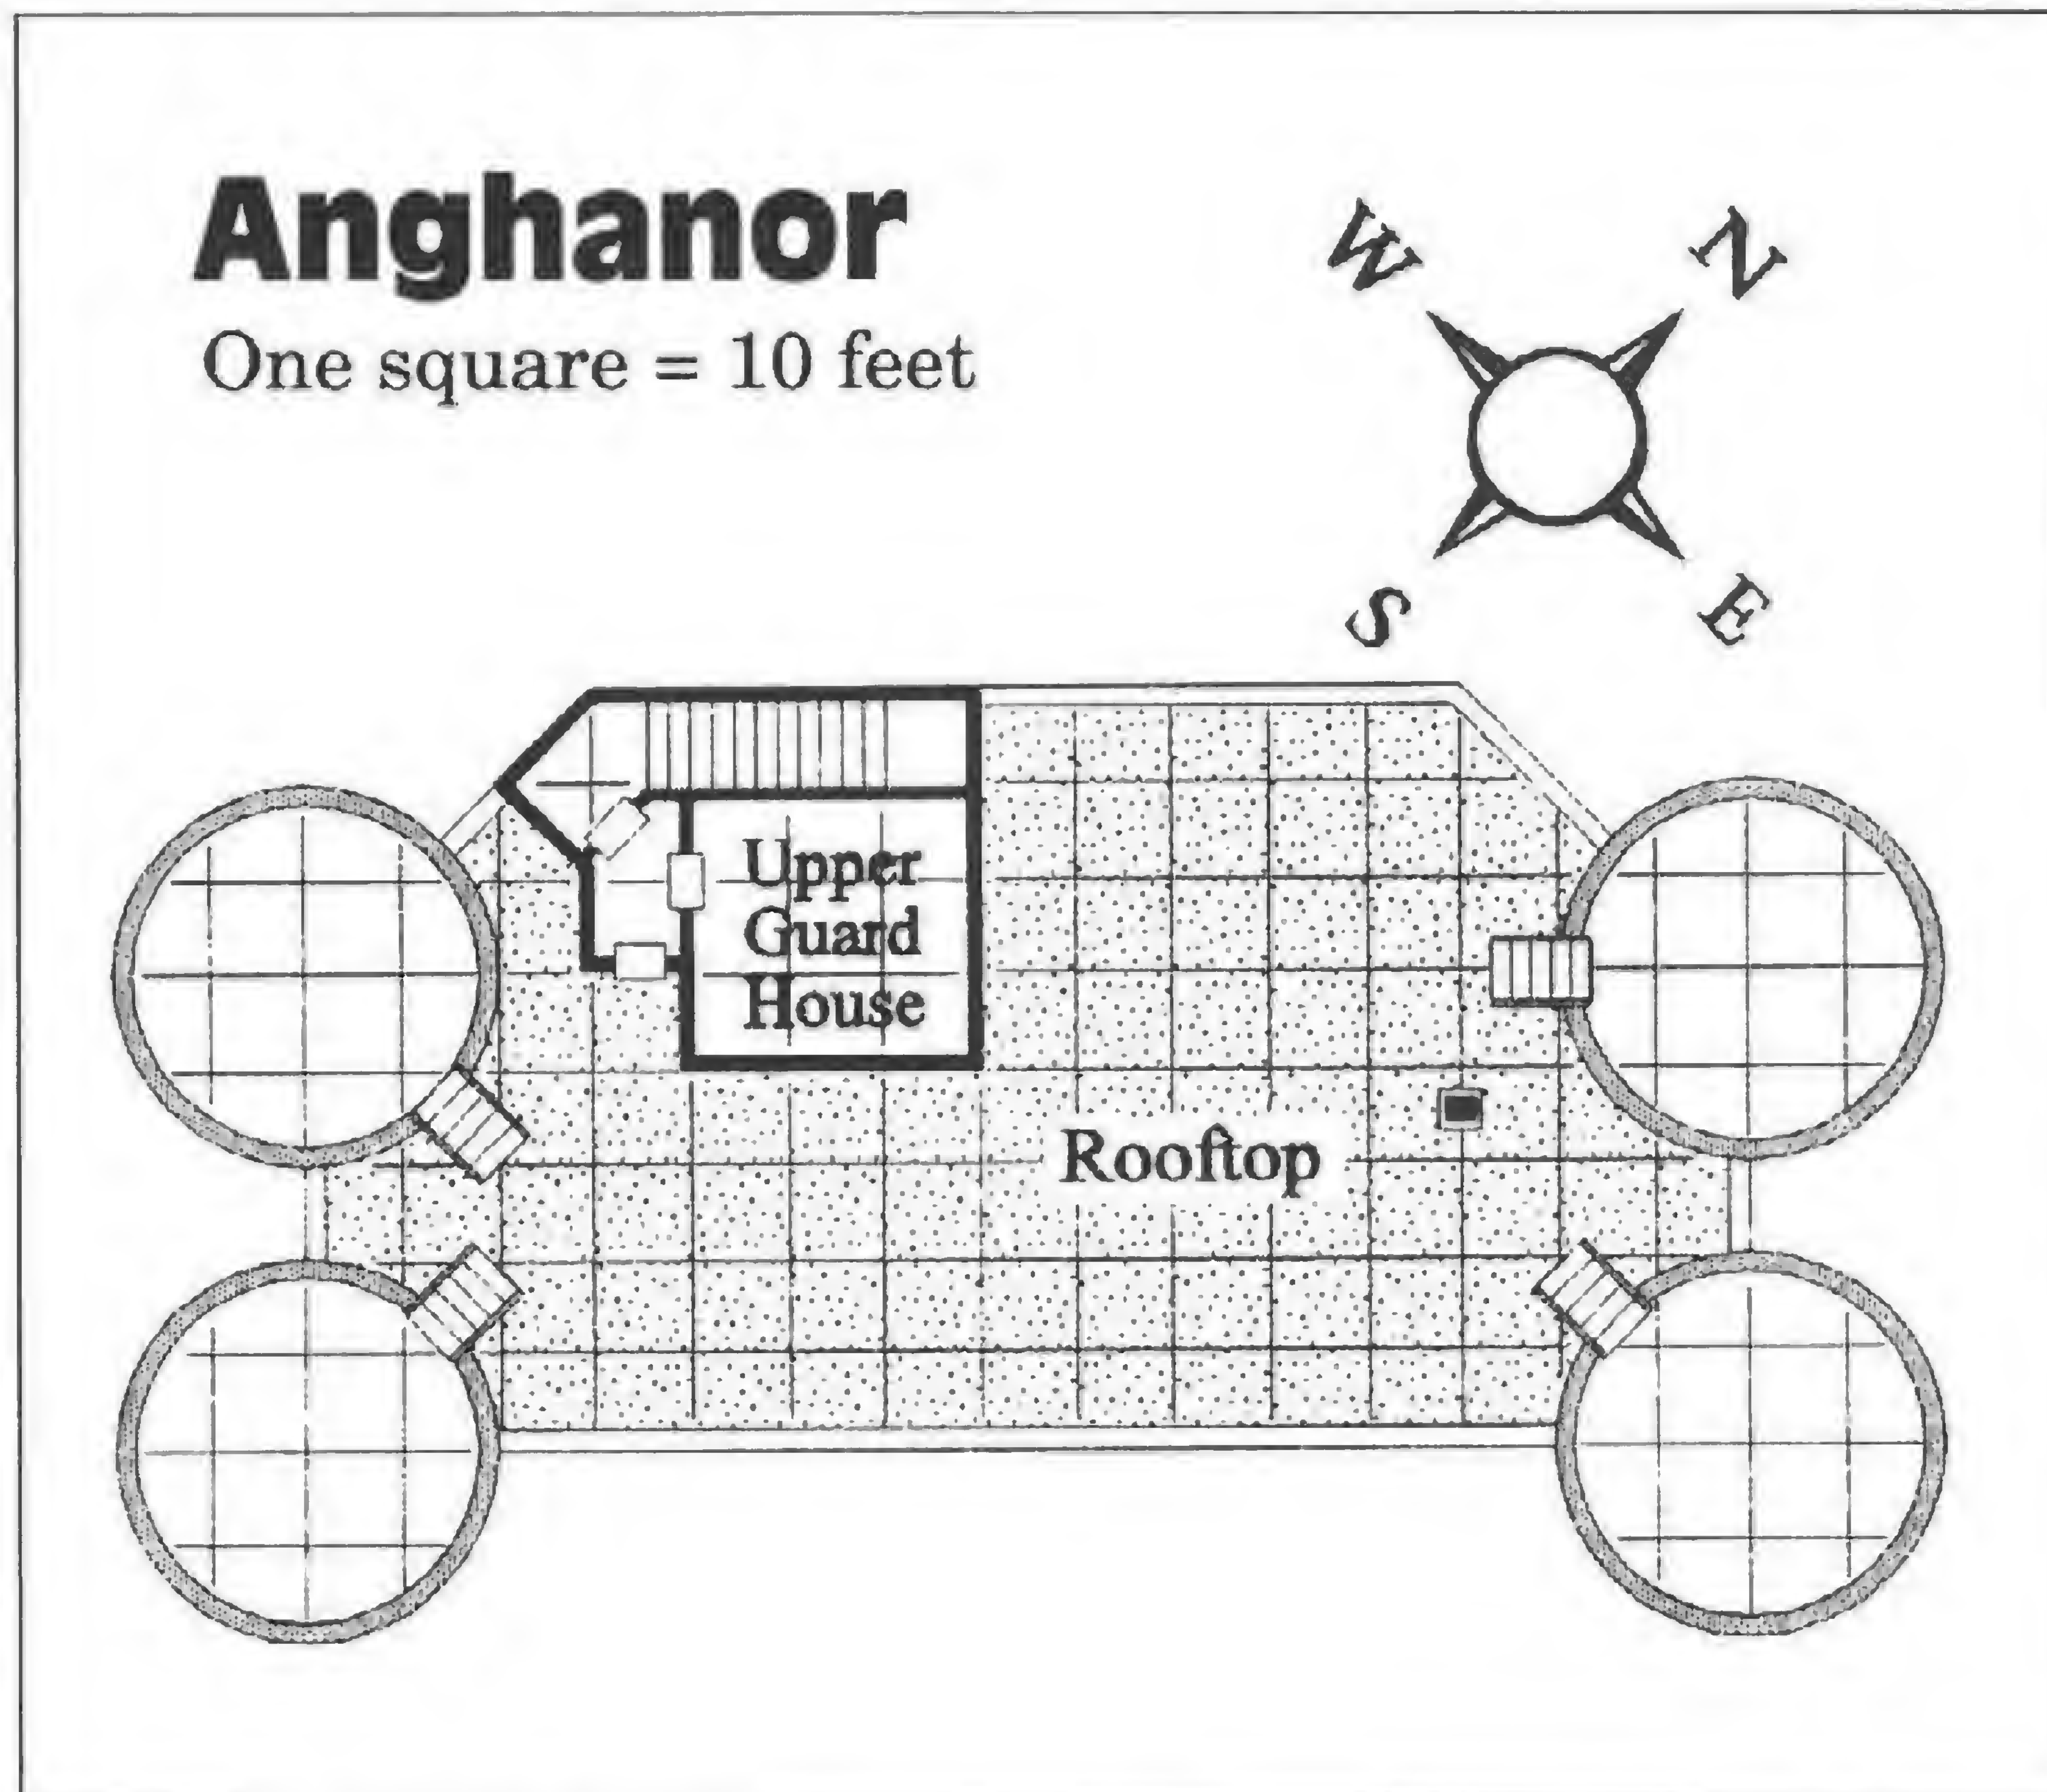 Anghanor
One square = 10 feet
W
N
S
E
Upper
Guard
House
Rooftop